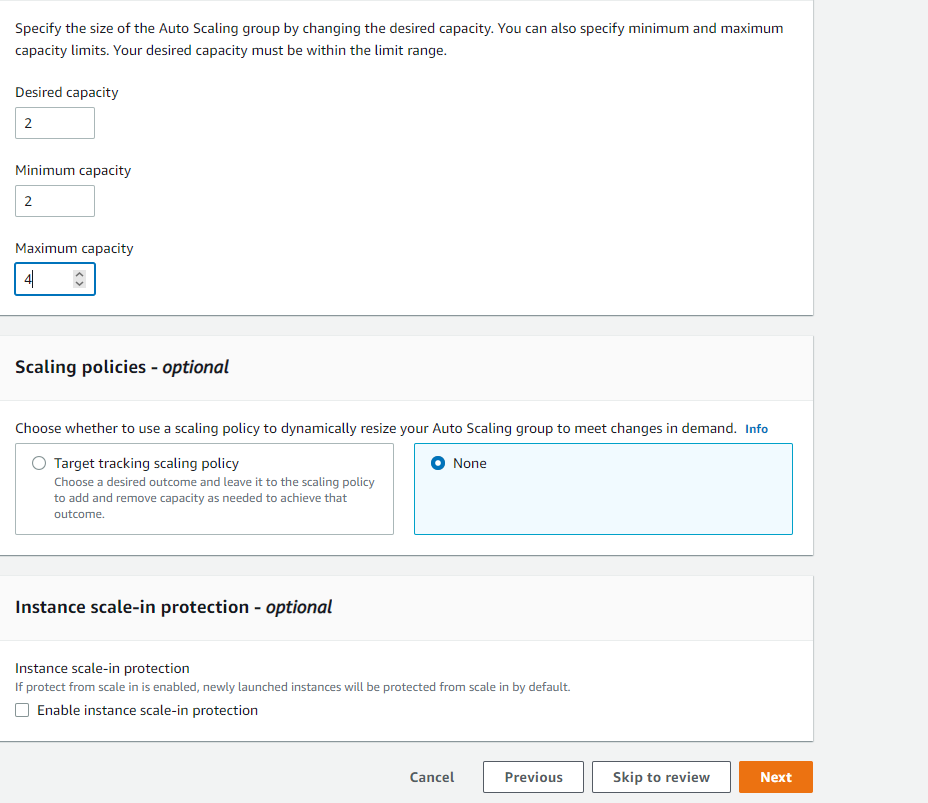 Specify the size of the Auto Scaling group by changing the desired capacity. You can also specify minimum and maximum
capacity limits. Your desired capacity must be within the limit range.
Desired capacity
2
Minimum capacity
2
Maximum capacity
4
Scaling policies - optional
Choose whether to use a scaling policy to dynamically resize your Auto Scaling group to meet changes in demand. Info
Target tracking scaling policy
Choose a desired outcome and leave it to the scaling policy
to add and remove capacity as needed to achieve that
outcome.
None
Instance scale-in protection - optional
Instance scale-in protection
If protect from scale in is enabled, newly launched instances will be protected from scale in by default.
Enable instance scale-in protection
Cancel Previous Skip to review Next